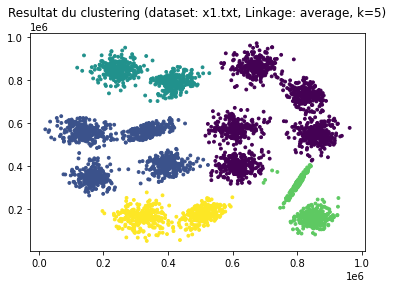 Resultat du clustering (dataset: x1.txt, Linkage: average, k=5)
1e6
1.0
0.8
0.6
0.4
0.2
0.0 0.2 0.4 0.6 0.8 1.0
1e6